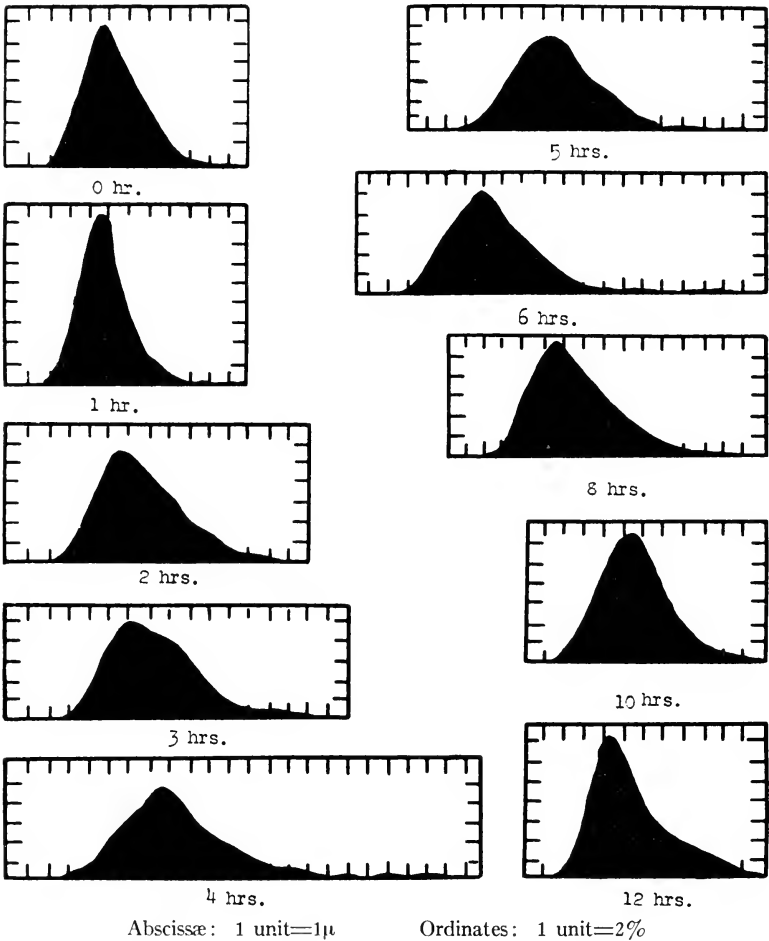 0 hr.
1 hr.
2 hrs.
3 hrs.
4 hrs.
5 hrs.
6 hrs.
8 hrs.
10 hrs.
12 hrs.
Abscissæ: 1 unit=1μ
Ordinates: 1 unit=2%